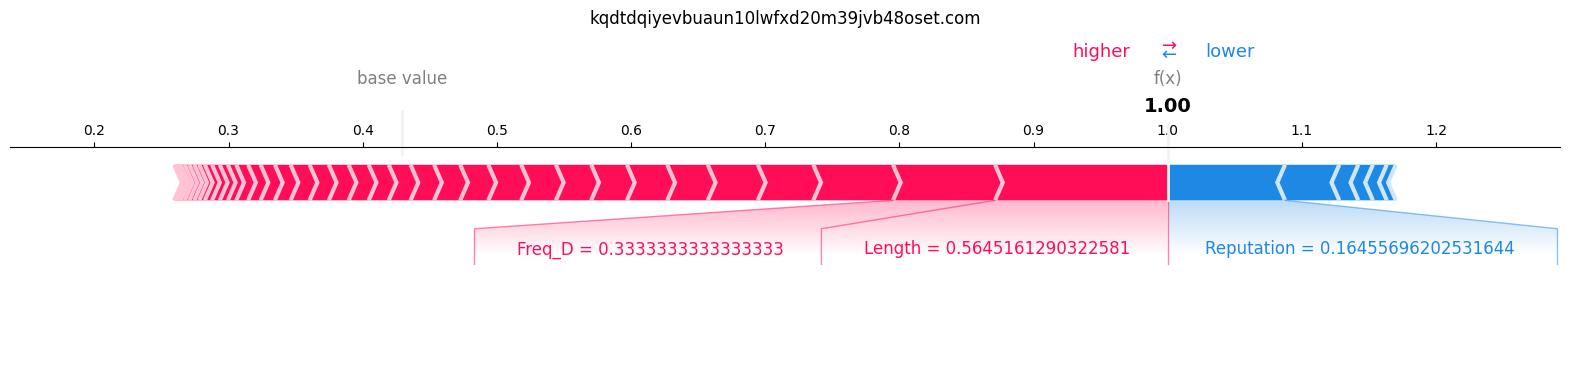 kqdtdqiyevbuaun10lwfxd20m39jvb48oset.com
higher ⇄ lower
base value f(x)
1.00
0.2 0.3 0.4 0.5 0.6 0.7 0.8 0.9 1.0 1.1 1.2
Freq_D = 0.3333333333333333 Length = 0.5645161290322581 Reputation = 0.16455696202531644